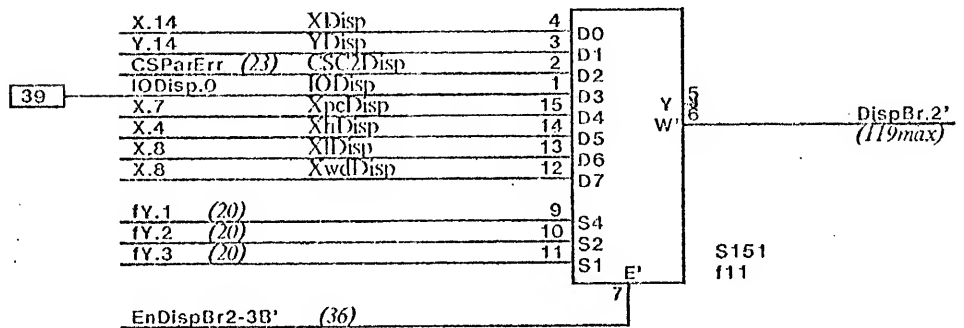 X.14 XDisp 4 D0
Y.14 YDisp 3 D1
CSParErr (23) CSC2Disp 2 D2
39 IODisp.0 IODisp 1 D3
X.7 XpcDisp 15 D4
X.4 XhDisp 14 D5
X.8 XlDisp 13 D6
X.8 XwdDisp 12 D7
Y 5
W' 6 DispBr.2'
(119max)
fY.1 (20) 9 S4
fY.2 (20) 10 S2
fY.3 (20) 11 S1
E'
7
S151
f11
EnDispBr2-3B' (36)